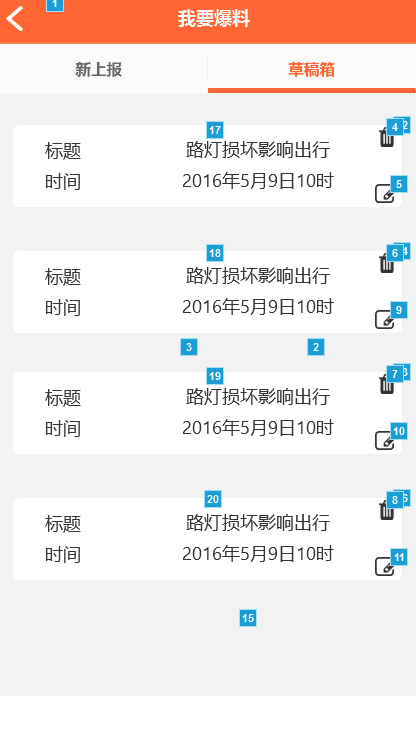 1
我要爆料
新上报 草稿箱
17 4 2
标题 路灯损坏影响出行
时间 2016年5月9日10时 5
18 6 4
标题 路灯损坏影响出行
时间 2016年5月9日10时 9
3 2
19 7 3
标题 路灯损坏影响出行
时间 2016年5月9日10时 10
20 8
标题 路灯损坏影响出行
时间 2016年5月9日10时 11
15